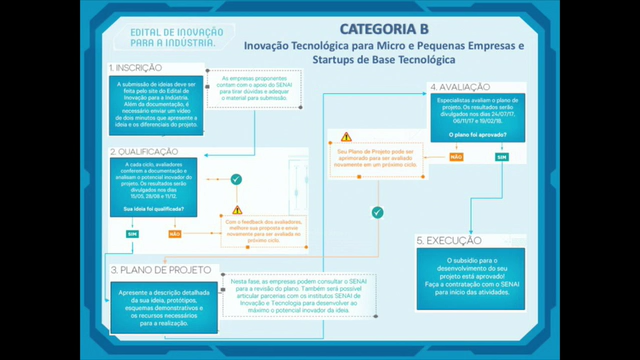 EDITAL DE INOVAÇÃO
PARA A INDÚSTRIA.
CATEGORIA B
Inovação Tecnológica para Micro e Pequenas Empresas e
Startups de Base Tecnológica
1. INSCRIÇÃO
A submissão de ideias deve ser
feita pelo site do Edital de
Inovação para a Indústria.
Além da documentação, é
necessário enviar um vídeo
de dois minutos que apresente a
ideia e os diferenciais do projeto.
As empresas proponentes
contam com o apoio do SENAI
para tirar dúvidas e adequar
o material para submissão.
2. QUALIFICAÇÃO
A cada ciclo, avaliadores
conferem a documentação e
analisam o potencial inovador do
projeto. Os resultados serão
divulgados nos dias
15/05, 28/08 e 11/12.
Sua ideia foi qualificada?
SIM
NÃO
Com o feedback dos avaliadores,
melhore sua proposta e envie
novamente para ser avaliada no
próximo ciclo.
3. PLANO DE PROJETO
Apresente a descrição detalhada
da sua ideia, protótipos,
esquemas demonstrativos e
os recursos necessários
para a realização.
Nesta fase, as empresas podem consultar o SENAI
para a revisão do plano. Também será possível
articular parcerias com os institutos SENAI de
Inovação e Tecnologia para desenvolver ao
máximo o potencial inovador da ideia.
4. AVALIAÇÃO
Especialistas avaliam o plano de
projeto. Os resultados serão
divulgados nos dias 24/07/17,
06/11/17 e 19/02/18.
O plano foi aprovado?
NÃO
SIM
Seu Plano de Projeto pode ser
aprimorado para ser avaliado
novamente em um próximo ciclo.
5. EXECUÇÃO
O subsídio para o
desenvolvimento do seu
projeto está aprovado!
Faça a contratação com o SENAI
para início das atividades.